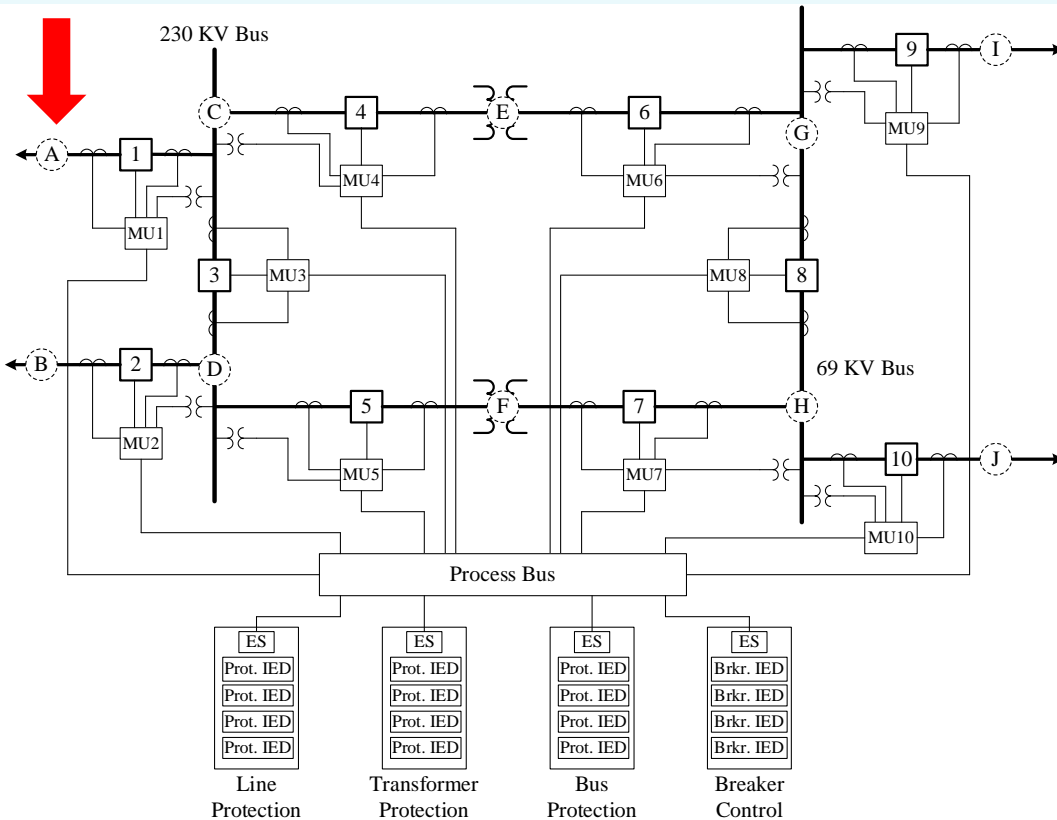 230 KV Bus
9
I
C
4
E
6
G
MU9
A
1
MU4
MU6
MU1
3
MU3
MU8
8
B
2
D
69 KV Bus
5
F
7
H
MU2
MU5
MU7
10
J
MU10
Process Bus
ES
ES
ES
ES
Prot. IED
Prot. IED
Prot. IED
Brkr. IED
Prot. IED
Prot. IED
Prot. IED
Brkr. IED
Prot. IED
Prot. IED
Prot. IED
Brkr. IED
Prot. IED
Prot. IED
Prot. IED
Brkr. IED
Line
Protection
Transformer
Protection
Bus
Protection
Breaker
Control